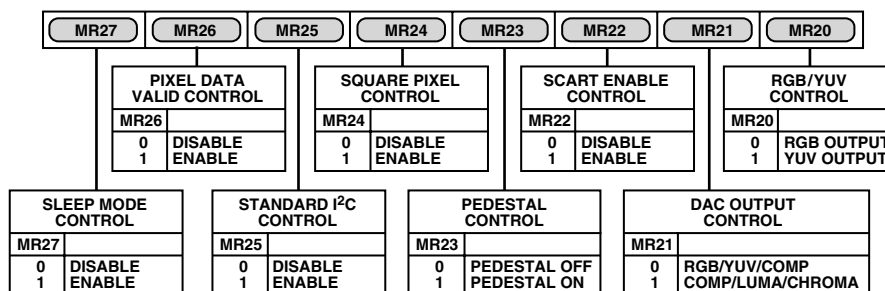 MR27 MR26 MR25 MR24 MR23 MR22 MR21 MR20
PIXEL DATA
VALID CONTROL
MR26
0 DISABLE
1 ENABLE
SQUARE PIXEL
CONTROL
MR24
0 DISABLE
1 ENABLE
SCART ENABLE
CONTROL
MR22
0 DISABLE
1 ENABLE
RGB/YUV
CONTROL
MR20
0 RGB OUTPUT
1 YUV OUTPUT
SLEEP MODE
CONTROL
MR27
0 DISABLE
1 ENABLE
STANDARD I²C
CONTROL
MR25
0 DISABLE
1 ENABLE
PEDESTAL
CONTROL
MR23
0 PEDESTAL OFF
1 PEDESTAL ON
DAC OUTPUT
CONTROL
MR21
0 RGB/YUV/COMP
1 COMP/LUMA/CHROMA